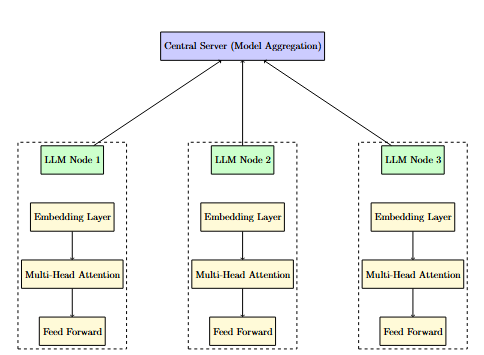 Central Server (Model Aggregation)
LLM Node 1
LLM Node 2
LLM Node 3
Embedding Layer
Embedding Layer
Embedding Layer
Multi-Head Attention
Multi-Head Attention
Multi-Head Attention
Feed Forward
Feed Forward
Feed Forward